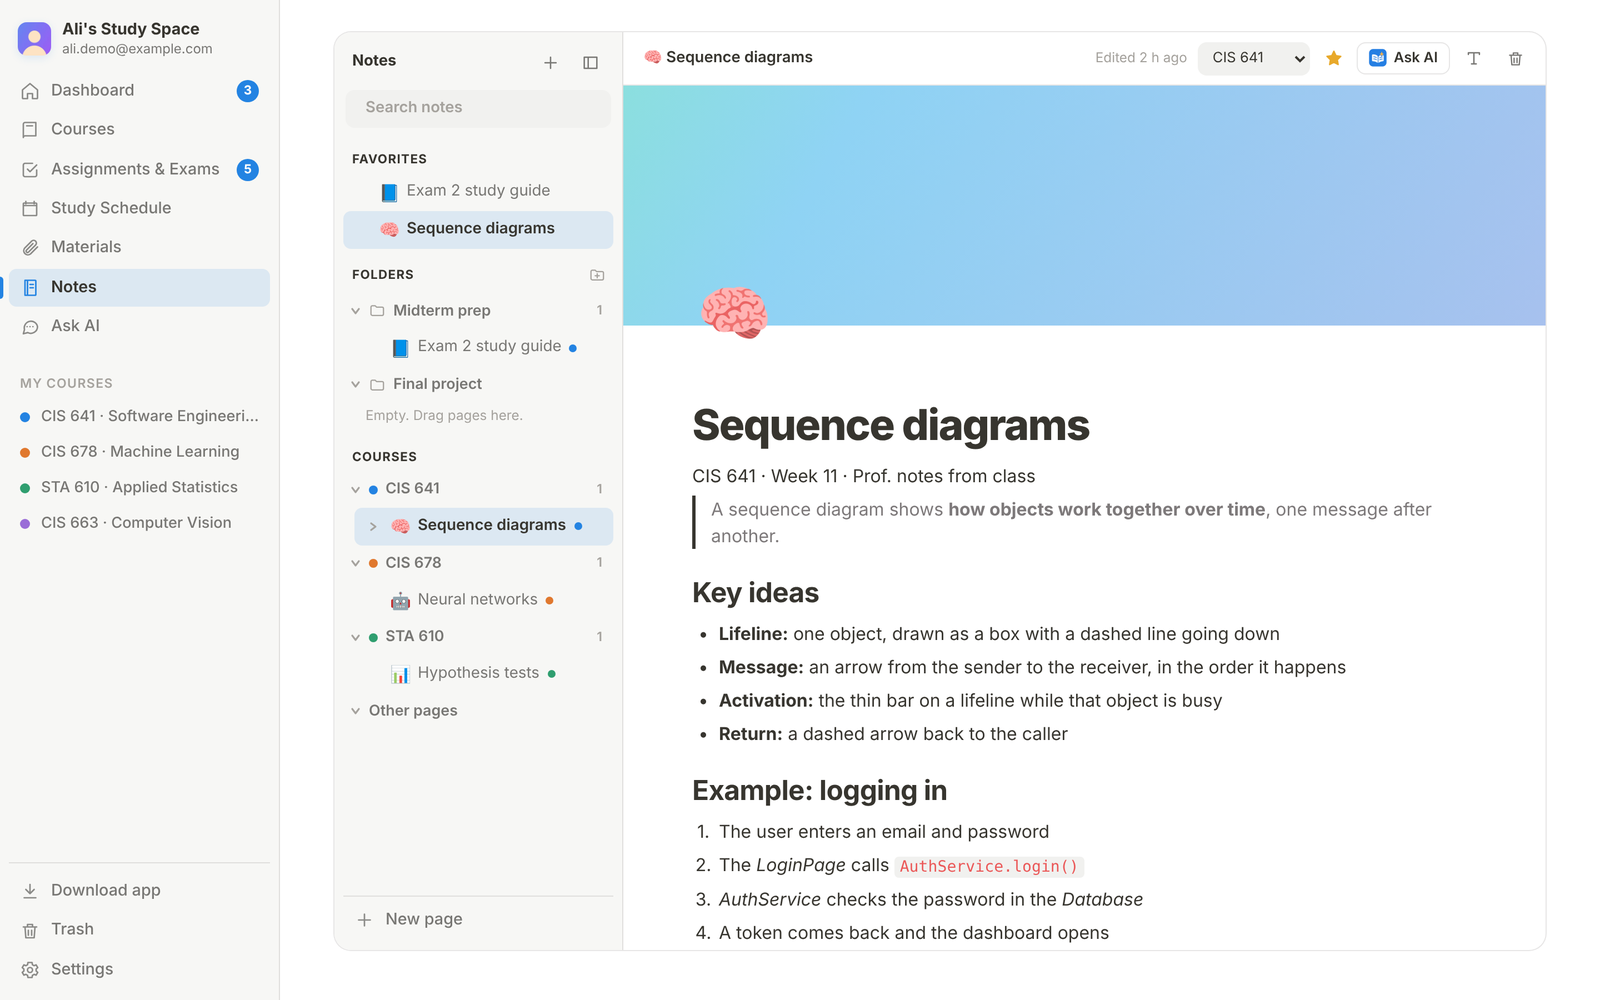 Ali's Study Space
ali.demo@example.com
Dashboard 3
Courses
Assignments & Exams 5
Study Schedule
Materials
Notes
Ask AI
MY COURSES
CIS 641 · Software Engineeri...
CIS 678 · Machine Learning
STA 610 · Applied Statistics
CIS 663 · Computer Vision
Download app
Trash
Settings
Notes
Search notes
FAVORITES
Exam 2 study guide
Sequence diagrams
FOLDERS
Midterm prep 1
Exam 2 study guide
Final project
Empty. Drag pages here.
COURSES
CIS 641 1
Sequence diagrams
CIS 678 1
Neural networks
STA 610 1
Hypothesis tests
Other pages
New page
Sequence diagrams Edited 2 h ago CIS 641 Ask AI
Sequence diagrams
CIS 641 · Week 11 · Prof. notes from class
A sequence diagram shows how objects work together over time, one message after
another.
Key ideas
• Lifeline: one object, drawn as a box with a dashed line going down
• Message: an arrow from the sender to the receiver, in the order it happens
• Activation: the thin bar on a lifeline while that object is busy
• Return: a dashed arrow back to the caller
Example: logging in
1. The user enters an email and password
2. The LoginPage calls AuthService.login()
3. AuthService checks the password in the Database
4. A token comes back and the dashboard opens